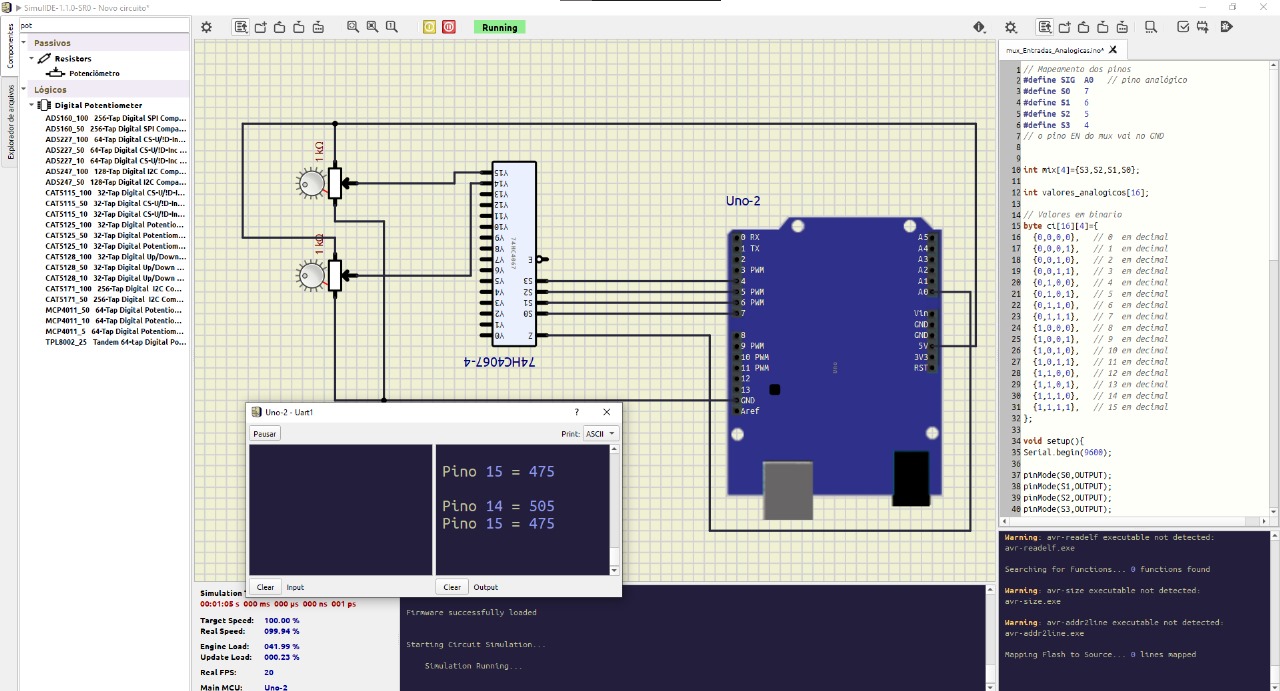 SimulIDE-1.1.0-SR0 - Novo circuito*
pot
Componentes
Explorador de arquivos
Passivos
Resistors
Potenciômetro
Lógicos
Digital Potentiometer
AD5160_100 256-Tap Digital SPI Compa...
AD5160_50 256-Tap Digital SPI Compa...
AD5227_100 64-Tap Digital CS-U/!D-Inc...
AD5227_50 64-Tap Digital CS-U/!D-Inc ...
AD5227_10 64-Tap Digital CS-U/!D-Inc ...
AD5247_100 128-Tap Digital I2C Compa...
AD5247_50 128-Tap Digital I2C Compa...
CAT5115_100 32-Tap Digital CS-U/!D-I...
CAT5115_50 32-Tap Digital CS-U/!D-I...
CAT5115_10 32-Tap Digital CS-U/!D-I...
CAT5125_100 32-Tap Digital Potentio...
CAT5125_50 32-Tap Digital Potentio...
CAT5125_10 32-Tap Digital Potentio...
CAT5128_100 32-Tap Digital Up/Down...
CAT5128_50 32-Tap Digital Up/Down ...
CAT5128_10 32-Tap Digital Up/Down ...
CAT5171_100 256-Tap Digital I2C Co...
CAT5171_50 256-Tap Digital I2C Com...
MCP4011_50 64-Tap Digital Potentiom...
MCP4011_10 64-Tap Digital Potentiom...
MCP4011_5 64-Tap Digital Potentiom...
TPL8002_25 Tandem 64-tap Digital Po...
Running
1 kΩ
1 kΩ
Y15
Y14
Y13
Y12
Y11
Y10
Y9
Y8
Y7
Y6
Y5
Y4
Y3
Y2
Y1
Y0
74HC4067
E
S3
S2
S1
S0
Z
74HC4067-4
Uno-2
0 RX
1 TX
2
3 PWM
4
5 PWM
6 PWM
7
8
9 PWM
10 PWM
11 PWM
12
13
GND
Aref
A5
A4
A3
A2
A1
A0
Vin
GND
GND
5V
3V3
RST
Uno
Uno-2 - Uart1
?
Pausar
Print: ASCII
Pino 15 = 475
Pino 14 = 505
Pino 15 = 475
Clear Input
Clear Output
Simulation T
00:01:05 s 000 ms 000 µs 000 ns 001 ps
Target Speed: 100.00 %
Real Speed: 099.94 %
Engine Load: 041.99 %
Update Load: 000.23 %
Real FPS: 20
Main MCU: Uno-2
Firmware successfully loaded
Starting Circuit Simulation...
Simulation Running...
mux_Entradas_Analogicas.ino*
1 // Mapeamento dos pinos
2 #define SIG A0 // pino analógico
3 #define S0 7
4 #define S1 6
5 #define S2 5
6 #define S3 4
7 // o pino EN do mux vai no GND
8
9
10 int mix[4]={S3,S2,S1,S0};
11
12 int valores_analogicos[16];
13
14 // Valores em binario
15 byte ct[16][4]={
16 {0,0,0,0}, // 0 em decimal
17 {0,0,0,1}, // 1 em decimal
18 {0,0,1,0}, // 2 em decimal
19 {0,0,1,1}, // 3 em decimal
20 {0,1,0,0}, // 4 em decimal
21 {0,1,0,1}, // 5 em decimal
22 {0,1,1,0}, // 6 em decimal
23 {0,1,1,1}, // 7 em decimal
24 {1,0,0,0}, // 8 em decimal
25 {1,0,0,1}, // 9 em decimal
26 {1,0,1,0}, // 10 em decimal
27 {1,0,1,1}, // 11 em decimal
28 {1,1,0,0}, // 12 em decimal
29 {1,1,0,1}, // 13 em decimal
30 {1,1,1,0}, // 14 em decimal
31 {1,1,1,1}, // 15 em decimal
32 };
33
34 void setup(){
35 Serial.begin(9600);
36
37 pinMode(S0,OUTPUT);
38 pinMode(S1,OUTPUT);
39 pinMode(S2,OUTPUT);
40 pinMode(S3,OUTPUT);
Warning: avr-readelf executable not detected:
avr-readelf.exe
Searching for Functions... 0 functions found
Warning: avr-size executable not detected:
avr-size.exe
Warning: avr-addr2line executable not detected:
avr-addr2line.exe
Mapping Flash to Source... 0 lines mapped